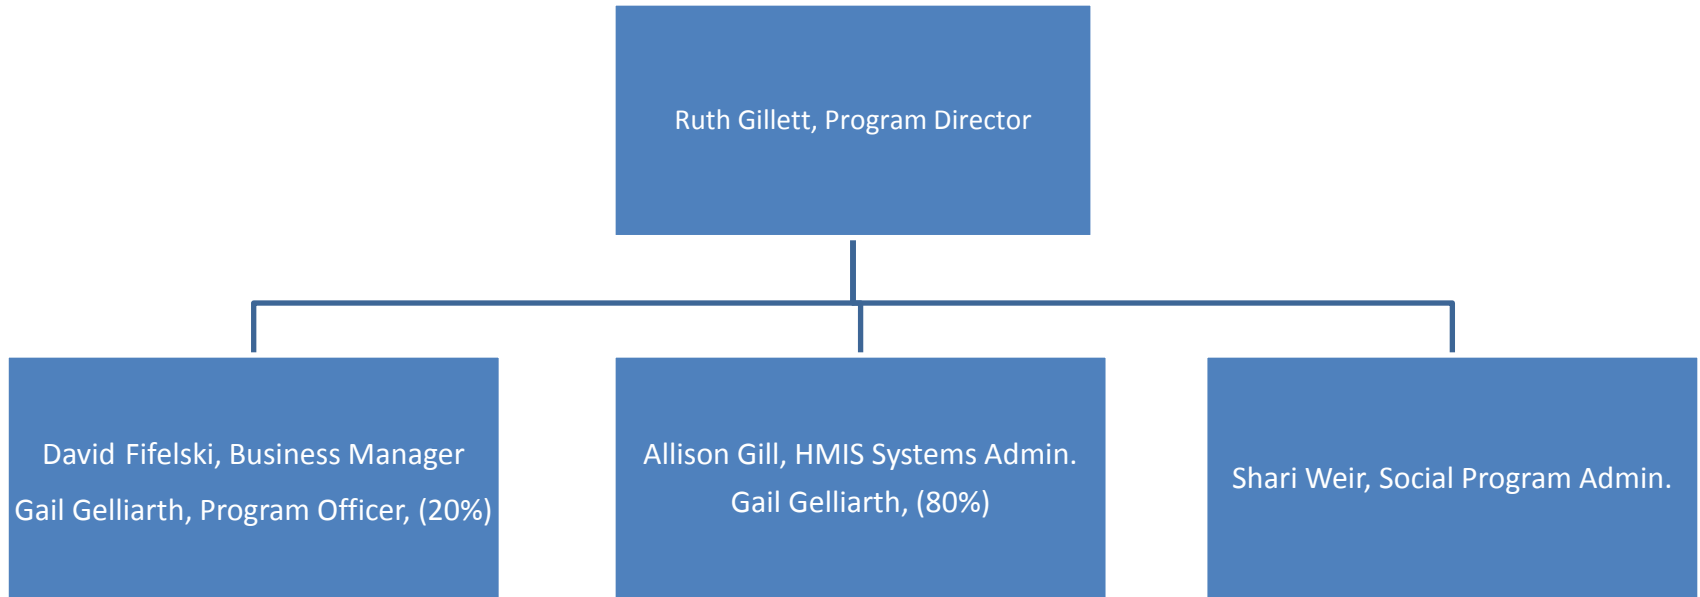 Ruth Gillett, Program Director
David Fifelski, Business Manager
Gail Gelliarth, Program Officer, (20%)
Allison Gill, HMIS Systems Admin.
Gail Gelliarth, (80%)
Shari Weir, Social Program Admin.